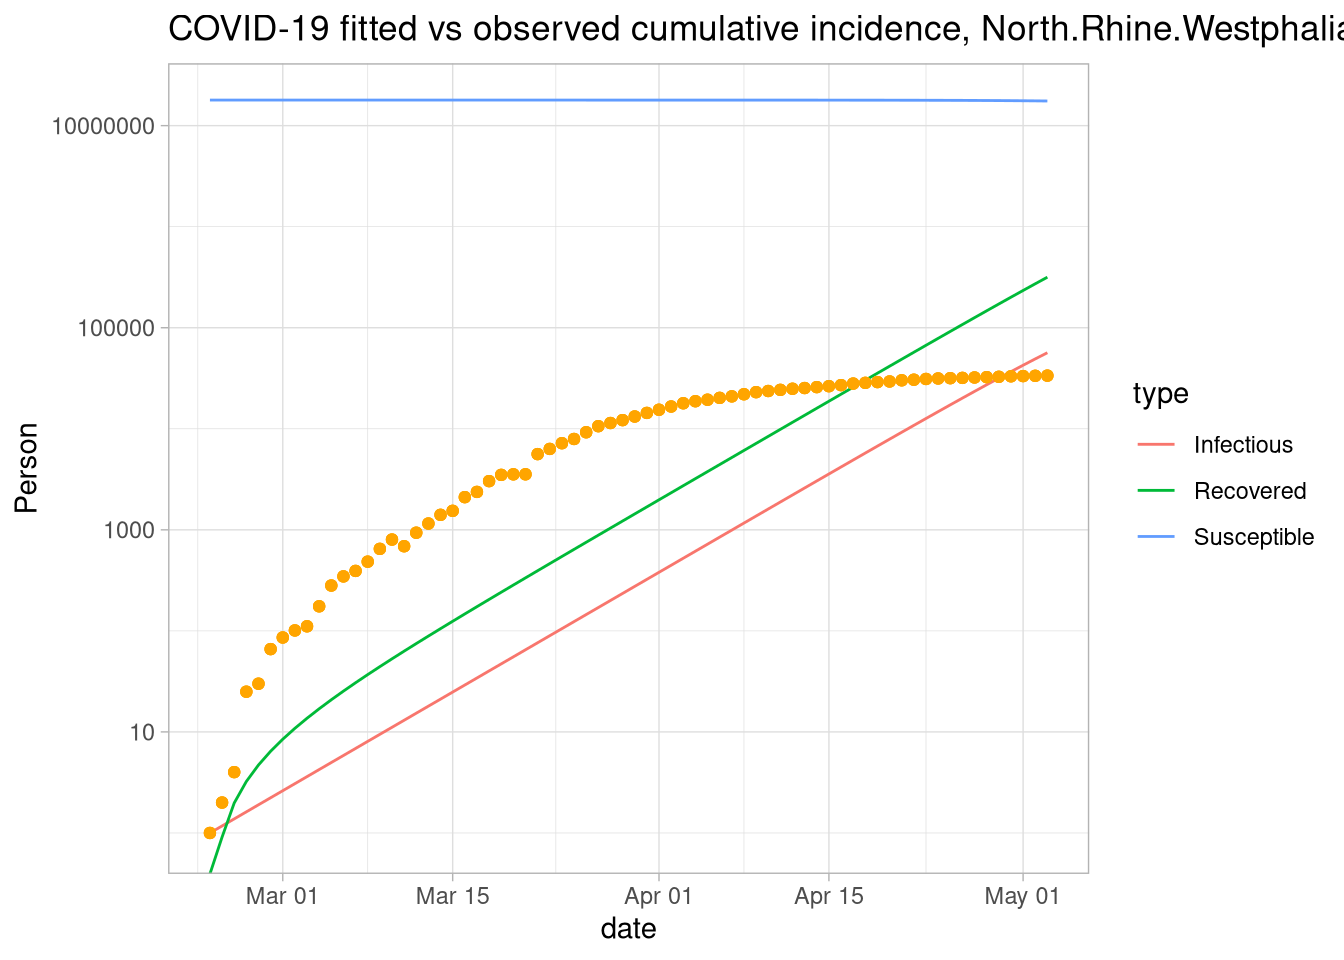 COVID-19 fitted vs observed cumulative incidence, North.Rhine.Westphalia
10000000
100000
1000
10
Person
Mar 01
Mar 15
Apr 01
Apr 15
May 01
date
type
Infectious
Recovered
Susceptible